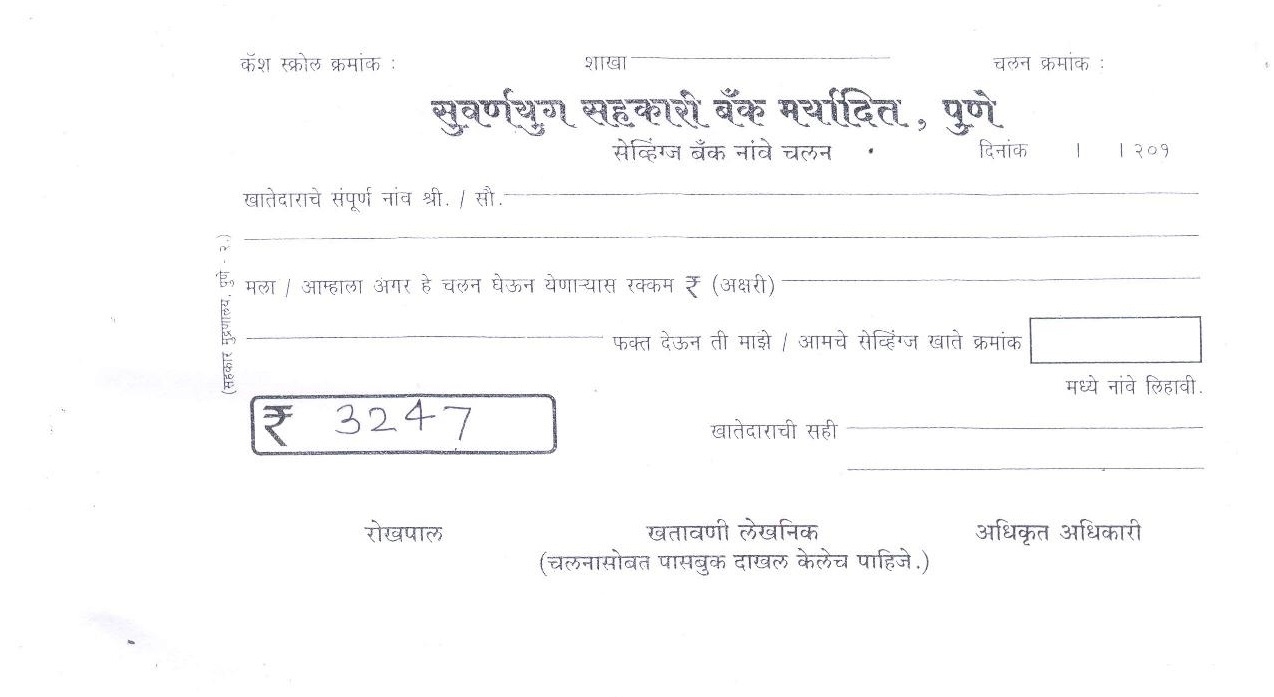 कॅश स्क्रोल क्रमांक : शाखा चलन क्रमांक :
सुवर्णयुग सहकारी बँक मर्यादित, पुणे
सेव्हिंग्ज बँक नांवे चलन दिनांक । । २०१
खातेदाराचे संपूर्ण नांव श्री. / सौ.
मला / आम्हाला अगर हे चलन घेऊन येणाऱ्यास रक्कम ₹ (अक्षरी)
फक्त देऊन ती माझे / आमचे सेव्हिंग्ज खाते क्रमांक
मध्ये नांवे लिहावी.
₹ 3247
खातेदाराची सही
रोखपाल खतावणी लेखनिक अधिकृत अधिकारी
(चलनासोबत पासबुक दाखल केलेच पाहिजे.)
(सहकार मुद्रणालय, पुणे - २.)